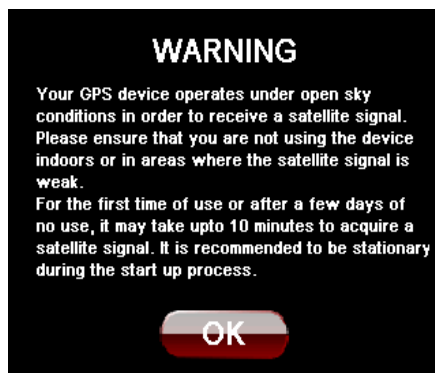 WARNING
Your GPS device operates under open sky
conditions in order to receive a satellite signal.
Please ensure that you are not using the device
indoors or in areas where the satellite signal is
weak.
For the first time of use or after a few days of
no use, it may take upto 10 minutes to acquire a
satellite signal. It is recommended to be stationary
during the start up process.
OK